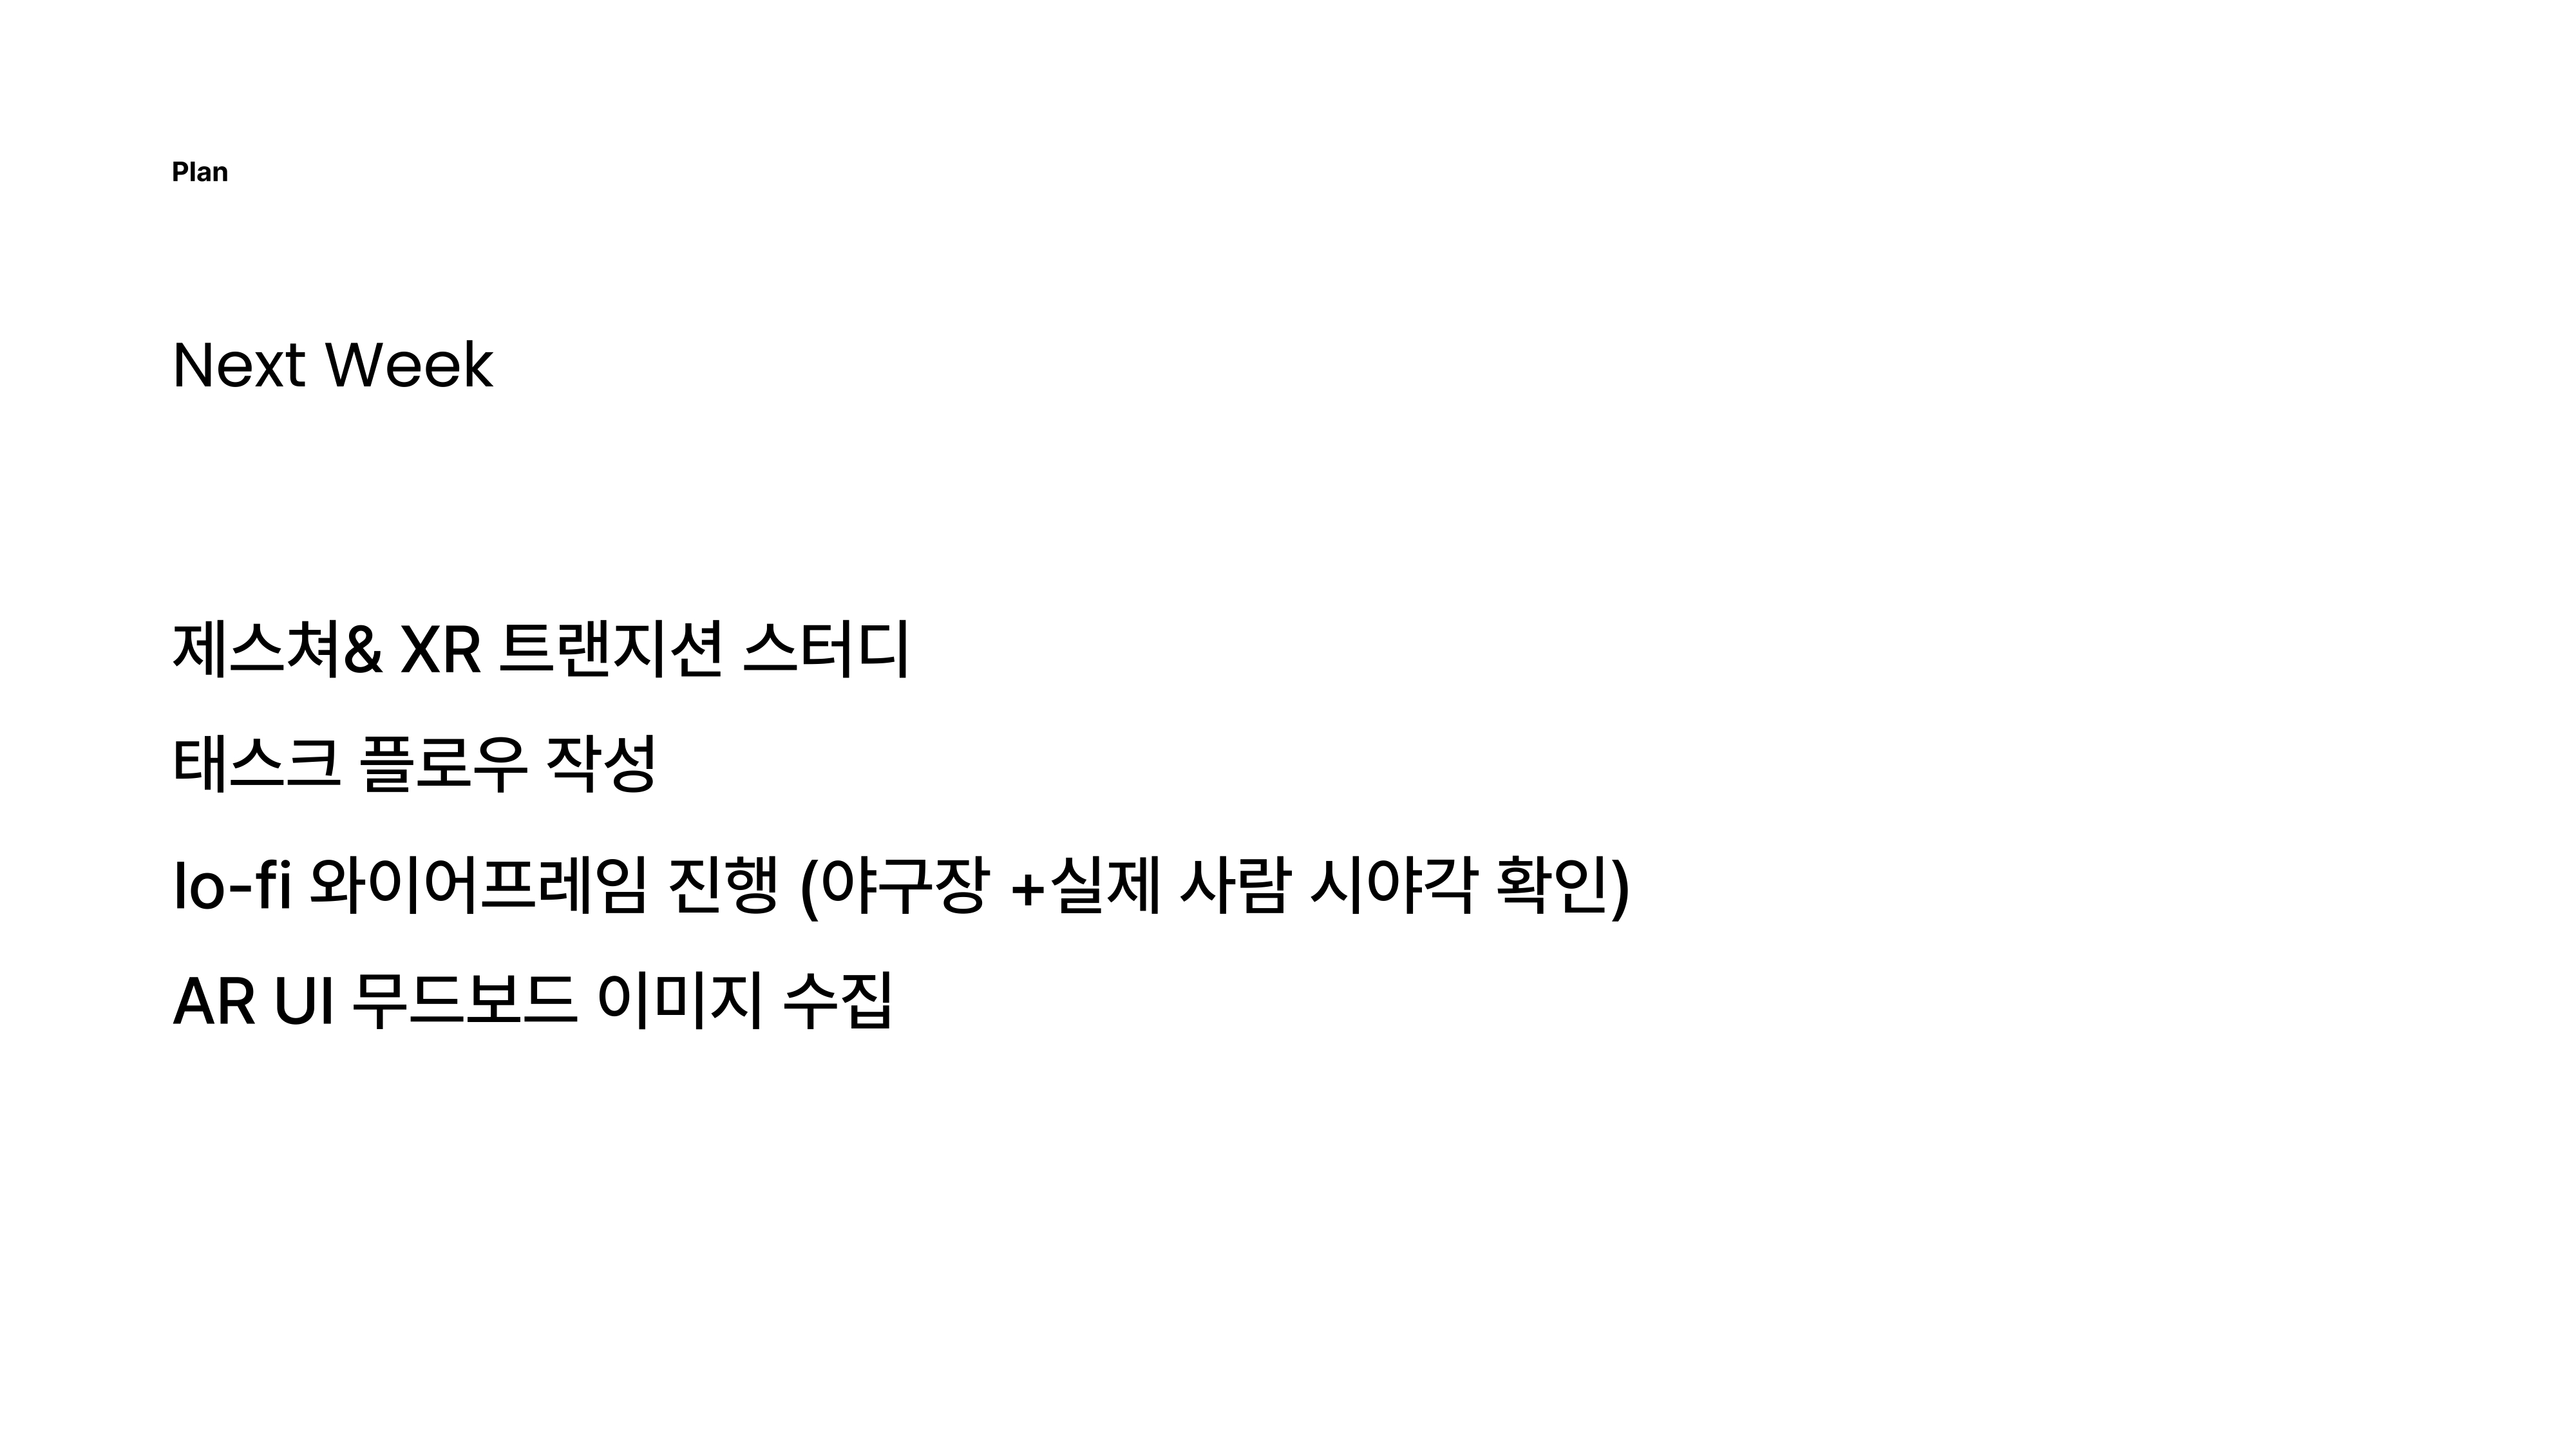 Plan
Next Week
제스쳐& XR 트랜지션 스터디
태스크 플로우 작성
lo-fi 와이어프레임 진행 (야구장 +실제 사람 시야각 확인)
AR UI 무드보드 이미지 수집